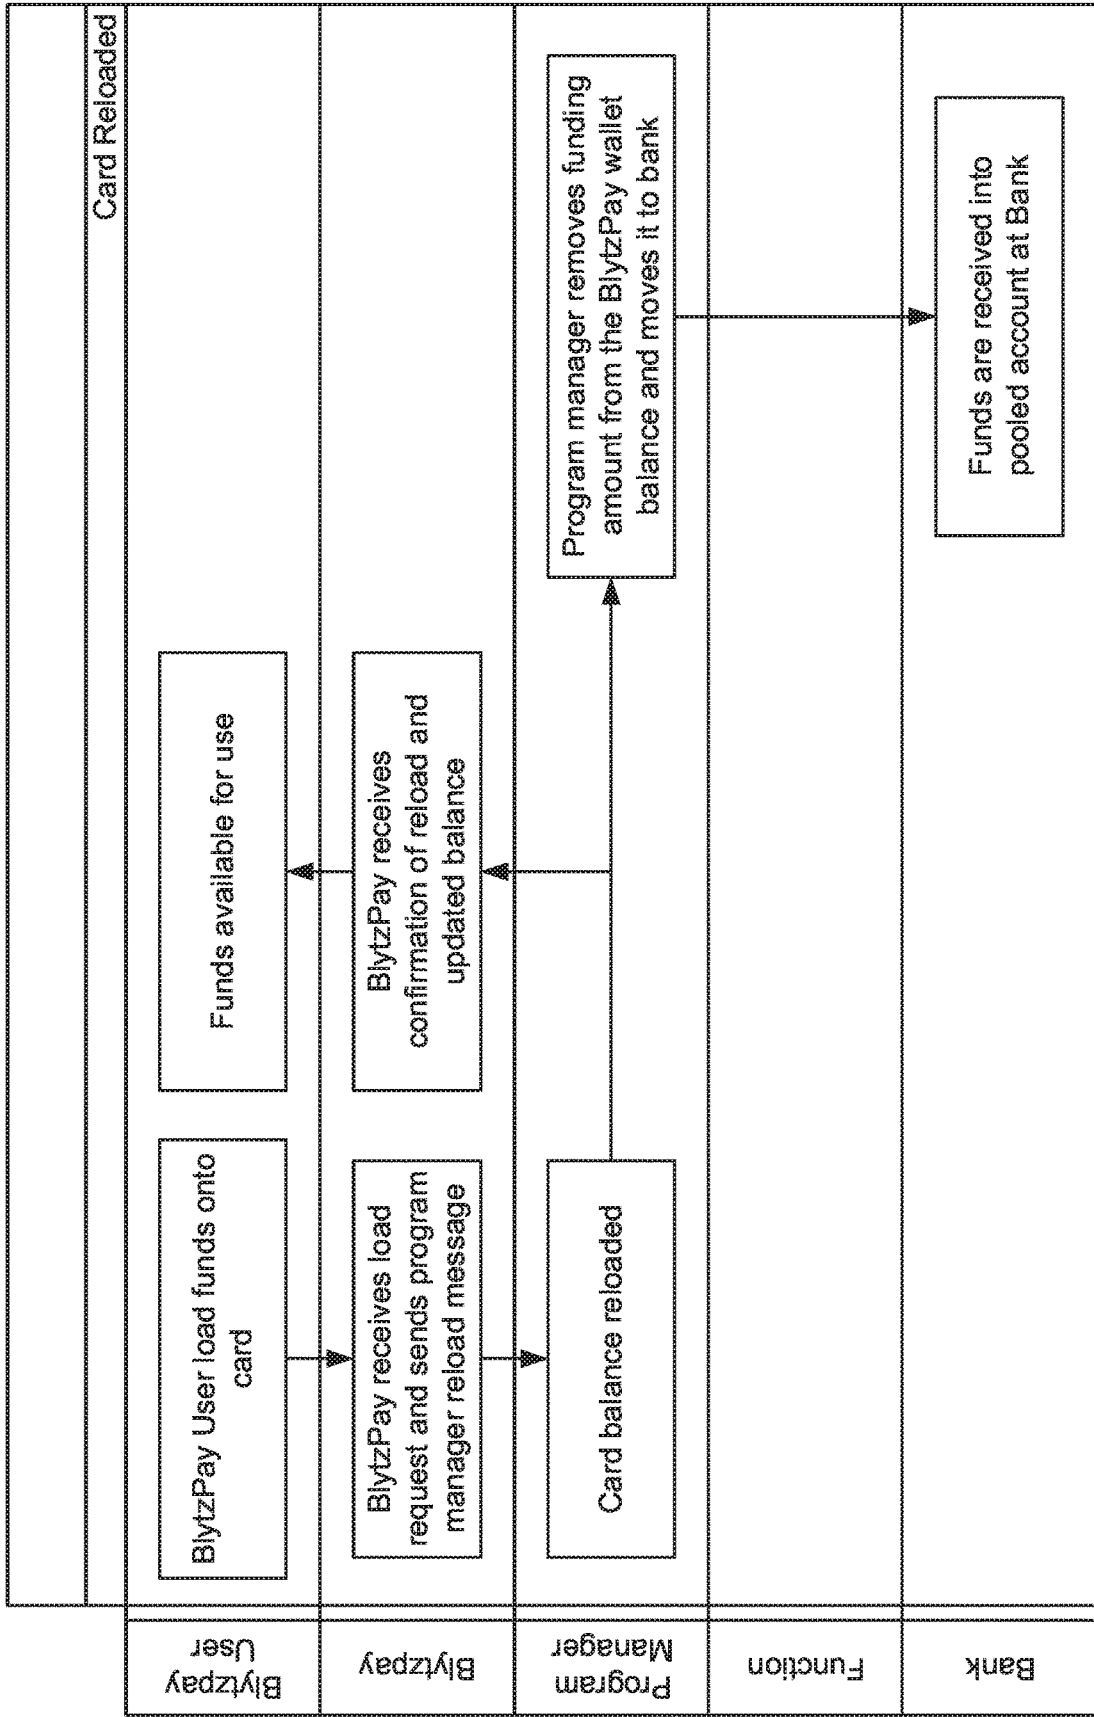 Card Reloaded
Blytzpay
User
BlytzPay User load funds onto
card
Funds available for use
Blytzpay
BlytzPay receives load
request and sends program
manager reload message
BlytzPay receives
confirmation of reload and
updated balance
Program
Manager
Card balance reloaded
Program manager removes funding
amount from the BlytzPay wallet
balance and moves it to bank
Function
Bank
Funds are received into
pooled account at Bank